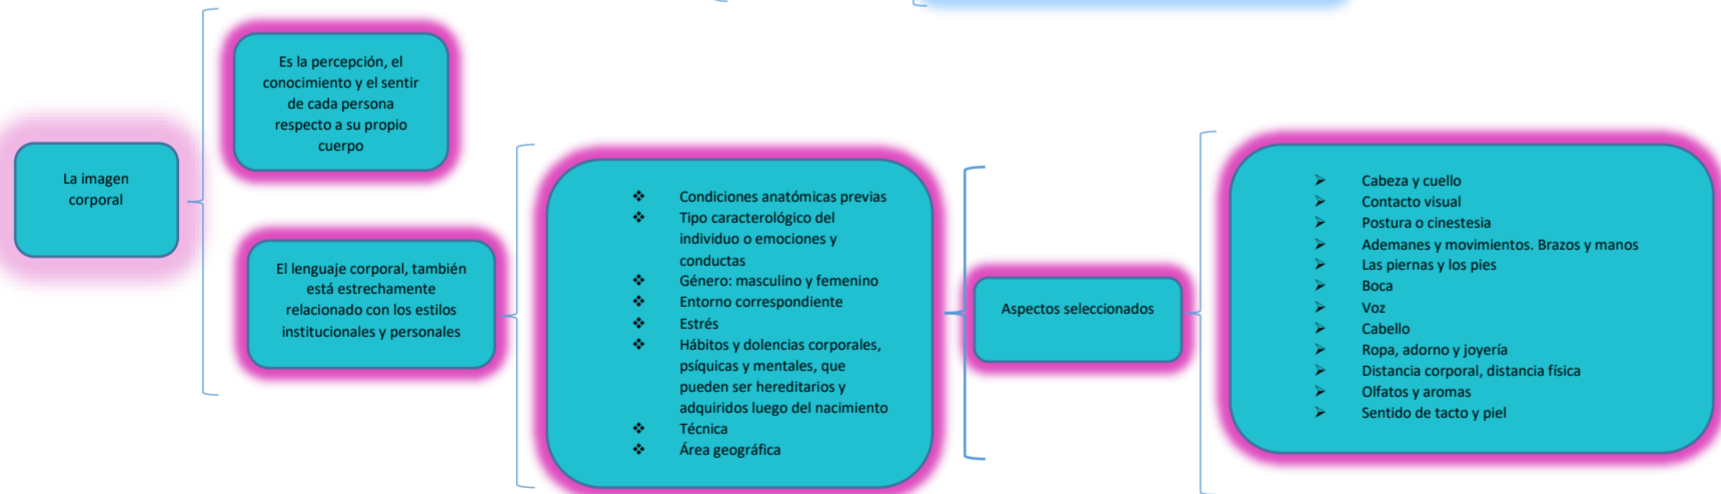 La imagen
corporal
Es la percepción, el
conocimiento y el sentir
de cada persona
respecto a su propio
cuerpo
El lenguaje corporal, también
está estrechamente
relacionado con los estilos
institucionales y personales
❖ Condiciones anatómicas previas
❖ Tipo caracterológico del
individuo o emociones y
conductas
❖ Género: masculino y femenino
❖ Entorno correspondiente
❖ Estrés
❖ Hábitos y dolencias corporales,
psíquicas y mentales, que
pueden ser hereditarios y
adquiridos luego del nacimiento
❖ Técnica
❖ Área geográfica
Aspectos seleccionados
➢ Cabeza y cuello
➢ Contacto visual
➢ Postura o cinestesia
➢ Ademanes y movimientos. Brazos y manos
➢ Las piernas y los pies
➢ Boca
➢ Voz
➢ Cabello
➢ Ropa, adorno y joyería
➢ Distancia corporal, distancia física
➢ Olfatos y aromas
➢ Sentido de tacto y piel